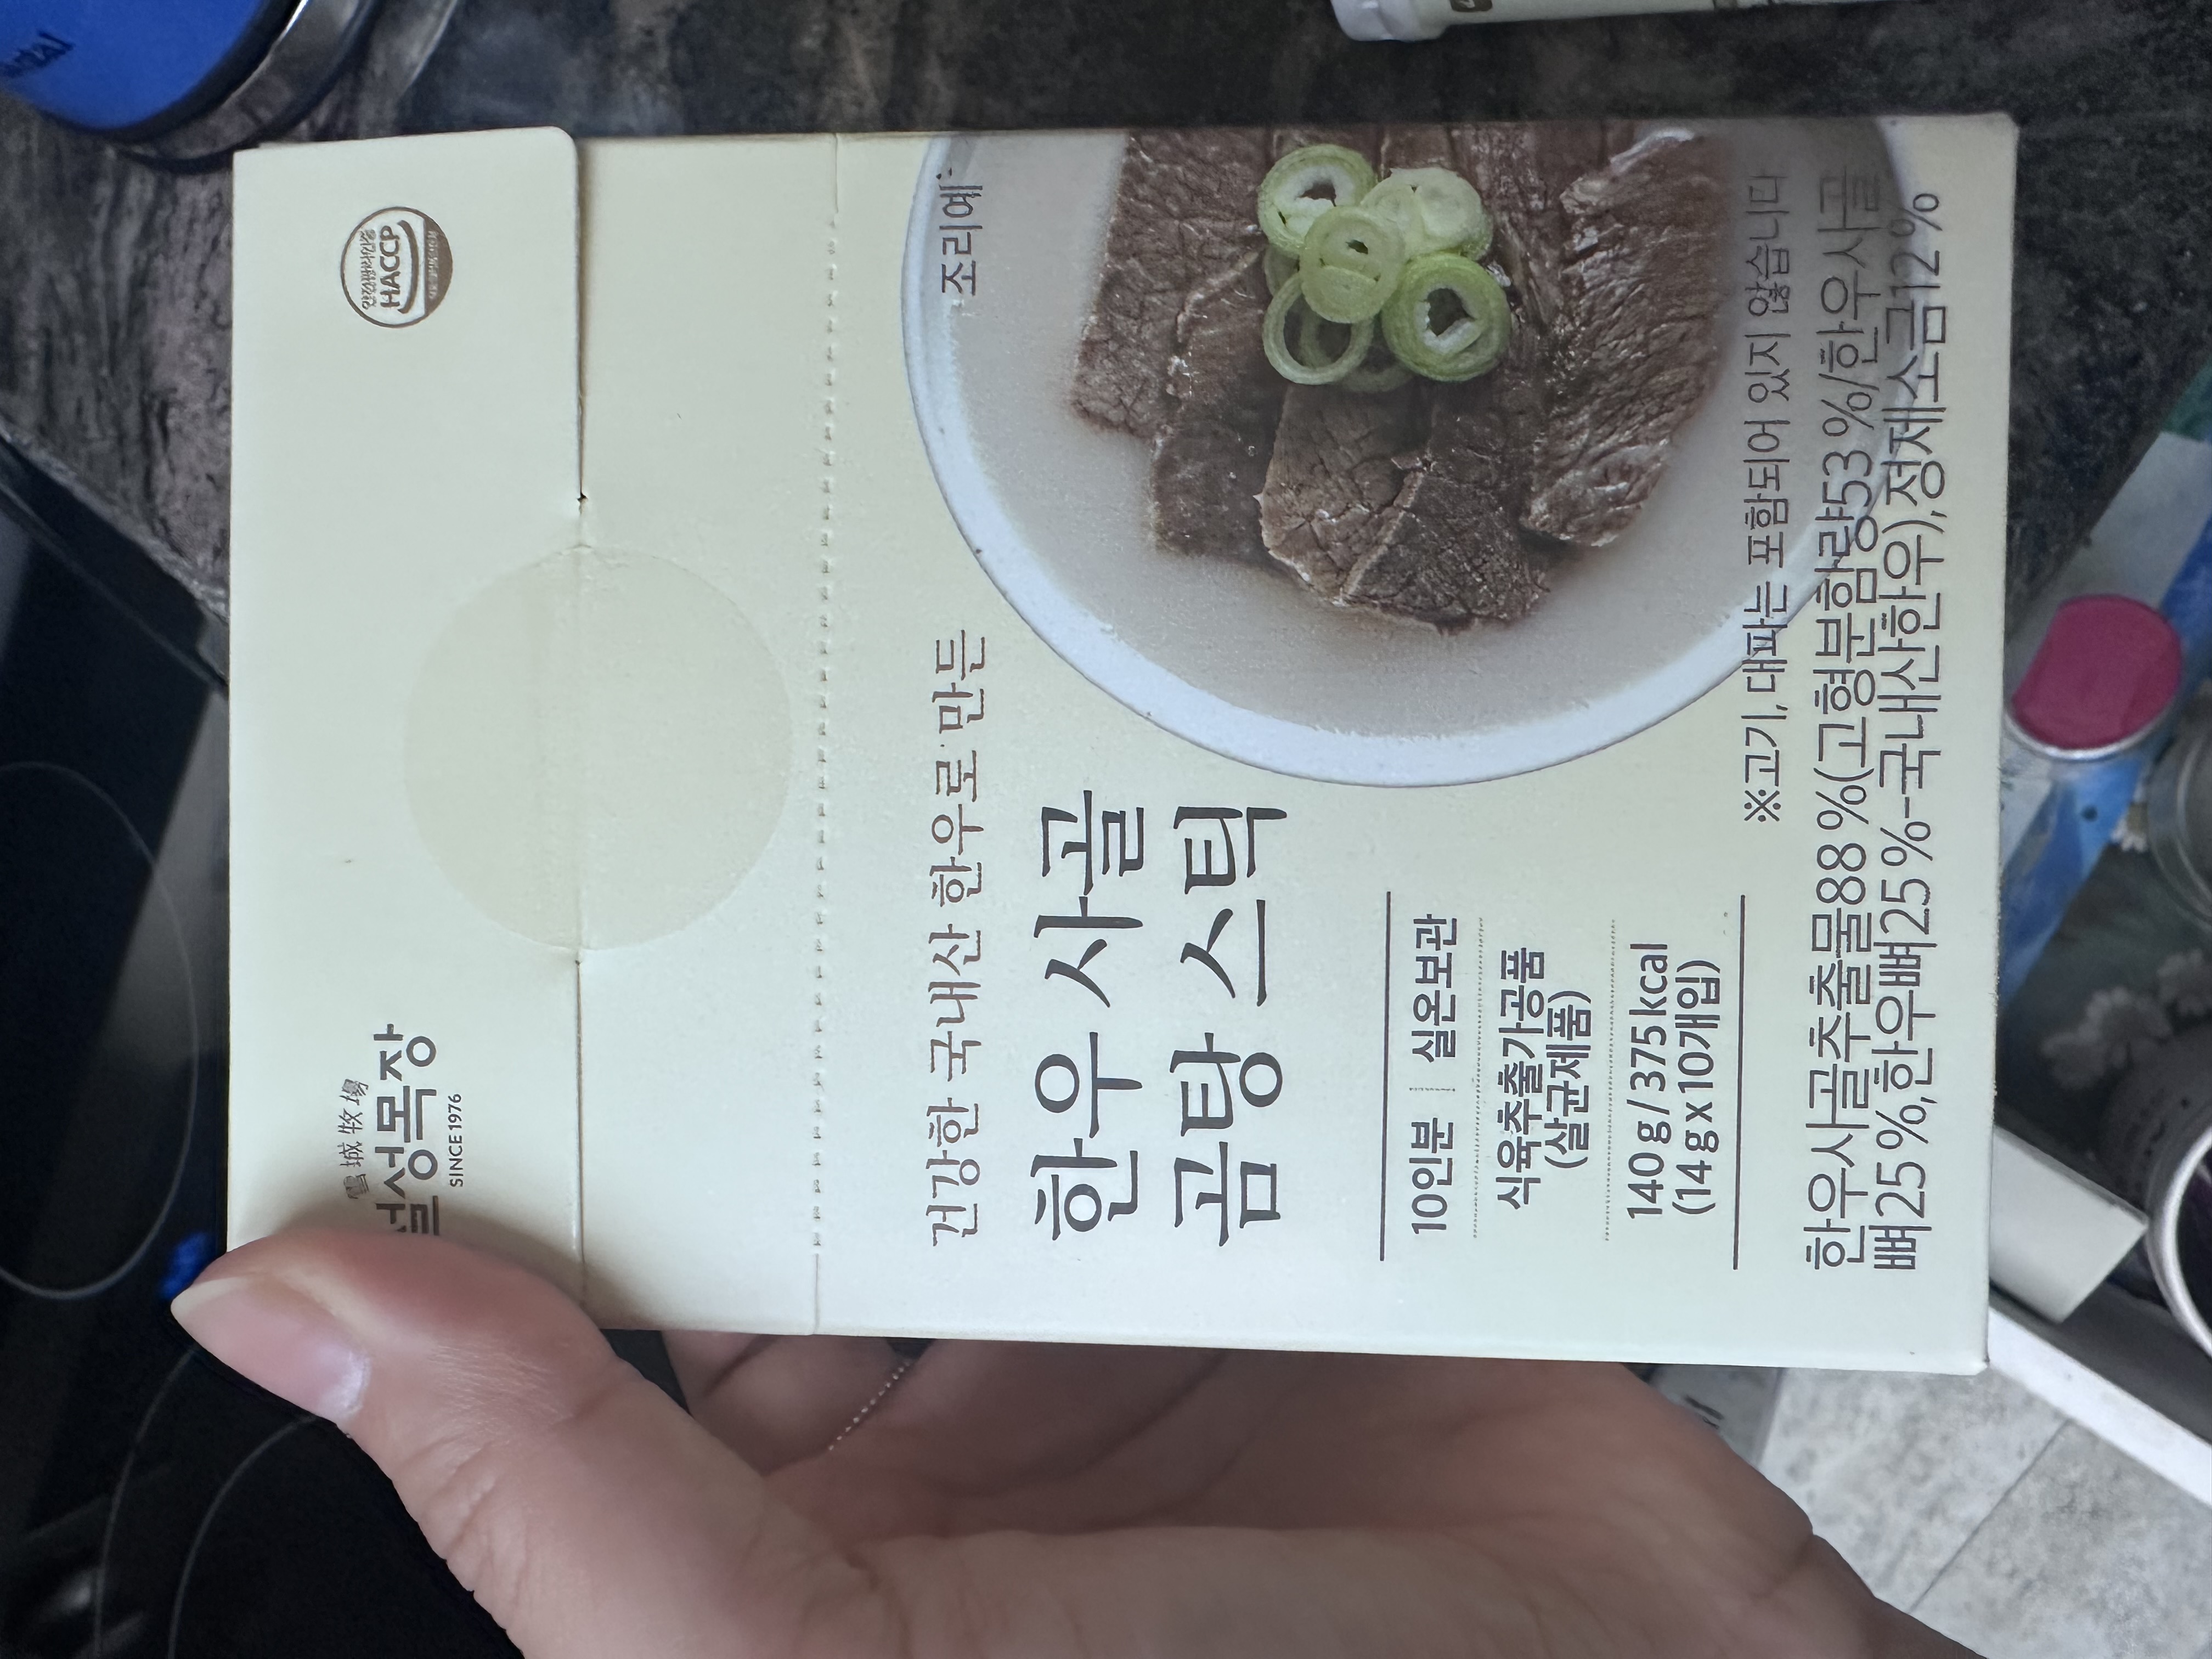 雪城牧場
설성목장
SINCE 1976
HACCP
건강한 국내산 한우로 만든
한우 사골
곰탕 스틱
조리예
10인분 실온보관
식육추출가공품
(살균제품)
140 g / 375 kcal
(14 g x 10개입)
※고기, 대파는 포함되어 있지 않습니다
한우사골추출물88 %(고형분함량53 %/한우사골
뼈25 %,한우뼈25 %-국내산한우),정제소금12 %